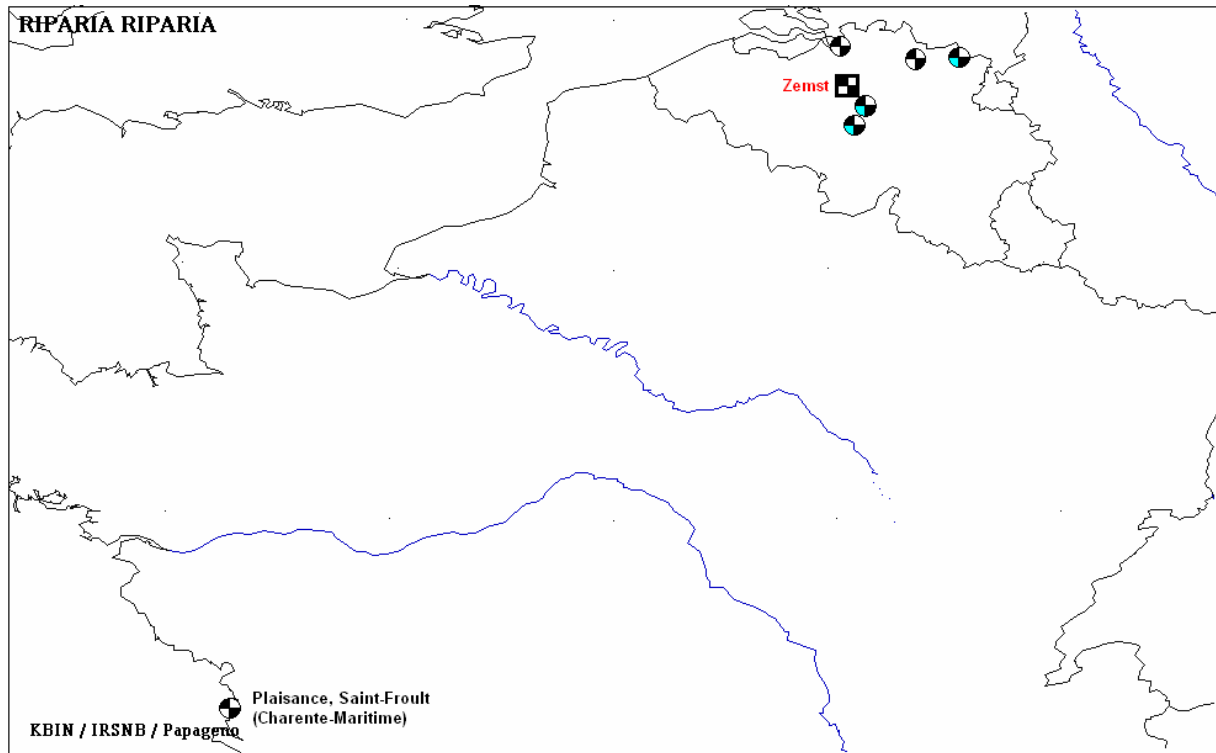 RIPARIA RIPARIA
Zemst
Plaisance, Saint-Froult
(Charente-Maritime)
KBIN / IRSNB / Papageno